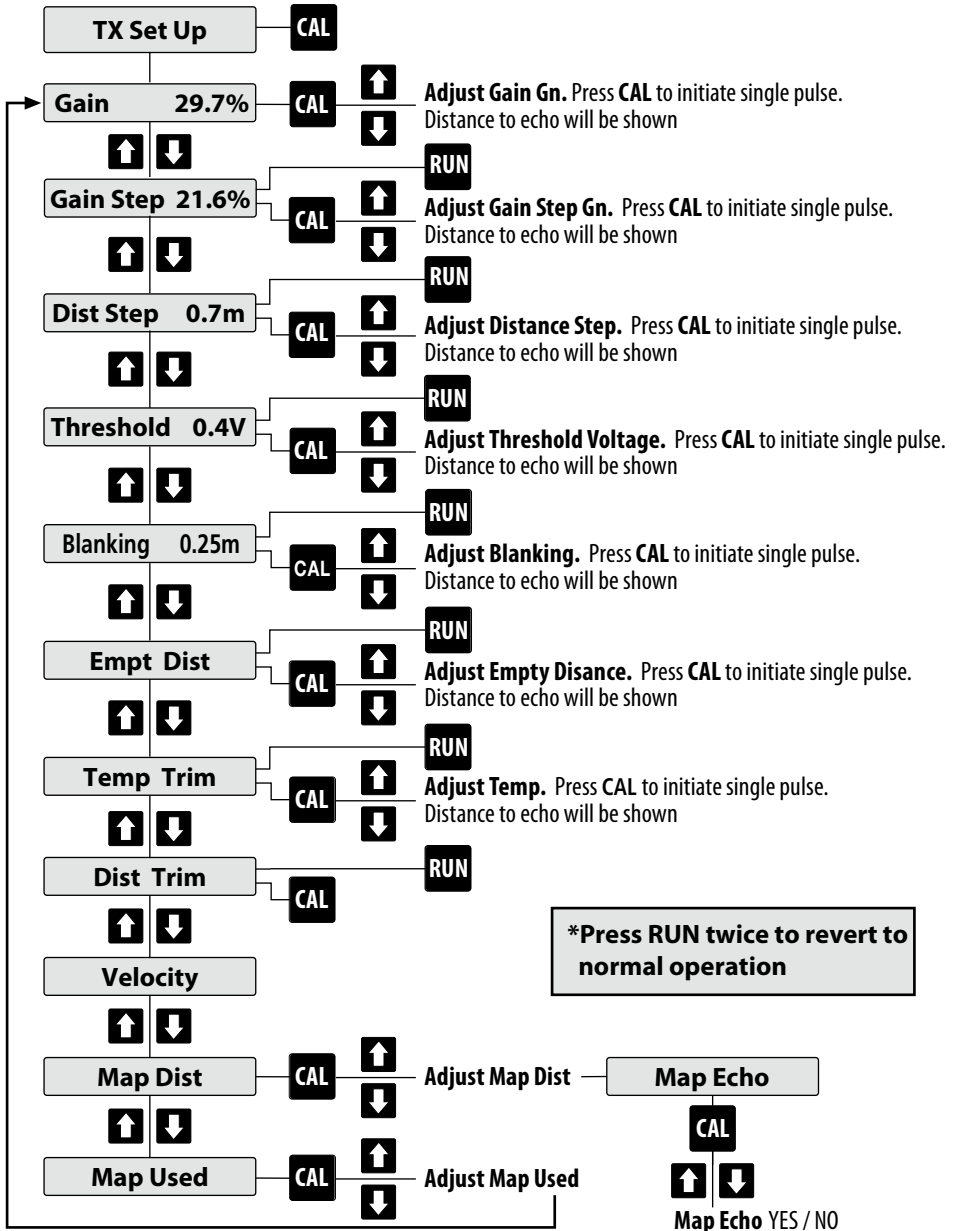 TX Set Up CAL
Gain 29.7% CAL Adjust Gain Gn. Press CAL to initiate single pulse.
Distance to echo will be shown
RUN
Gain Step 21.6% CAL Adjust Gain Step Gn. Press CAL to initiate single pulse.
Distance to echo will be shown
RUN
Dist Step 0.7m CAL Adjust Distance Step. Press CAL to initiate single pulse.
Distance to echo will be shown
RUN
Threshold 0.4V CAL Adjust Threshold Voltage. Press CAL to initiate single pulse.
Distance to echo will be shown
RUN
Blanking 0.25m CAL Adjust Blanking. Press CAL to initiate single pulse.
Distance to echo will be shown
RUN
Empt Dist CAL Adjust Empty Disance. Press CAL to initiate single pulse.
Distance to echo will be shown
RUN
Temp Trim CAL Adjust Temp. Press CAL to initiate single pulse.
Distance to echo will be shown
RUN
Dist Trim CAL
*Press RUN twice to revert to
normal operation
Velocity
Map Dist CAL Adjust Map Dist Map Echo
CAL
Map Used CAL Adjust Map Used
Map Echo YES / NO